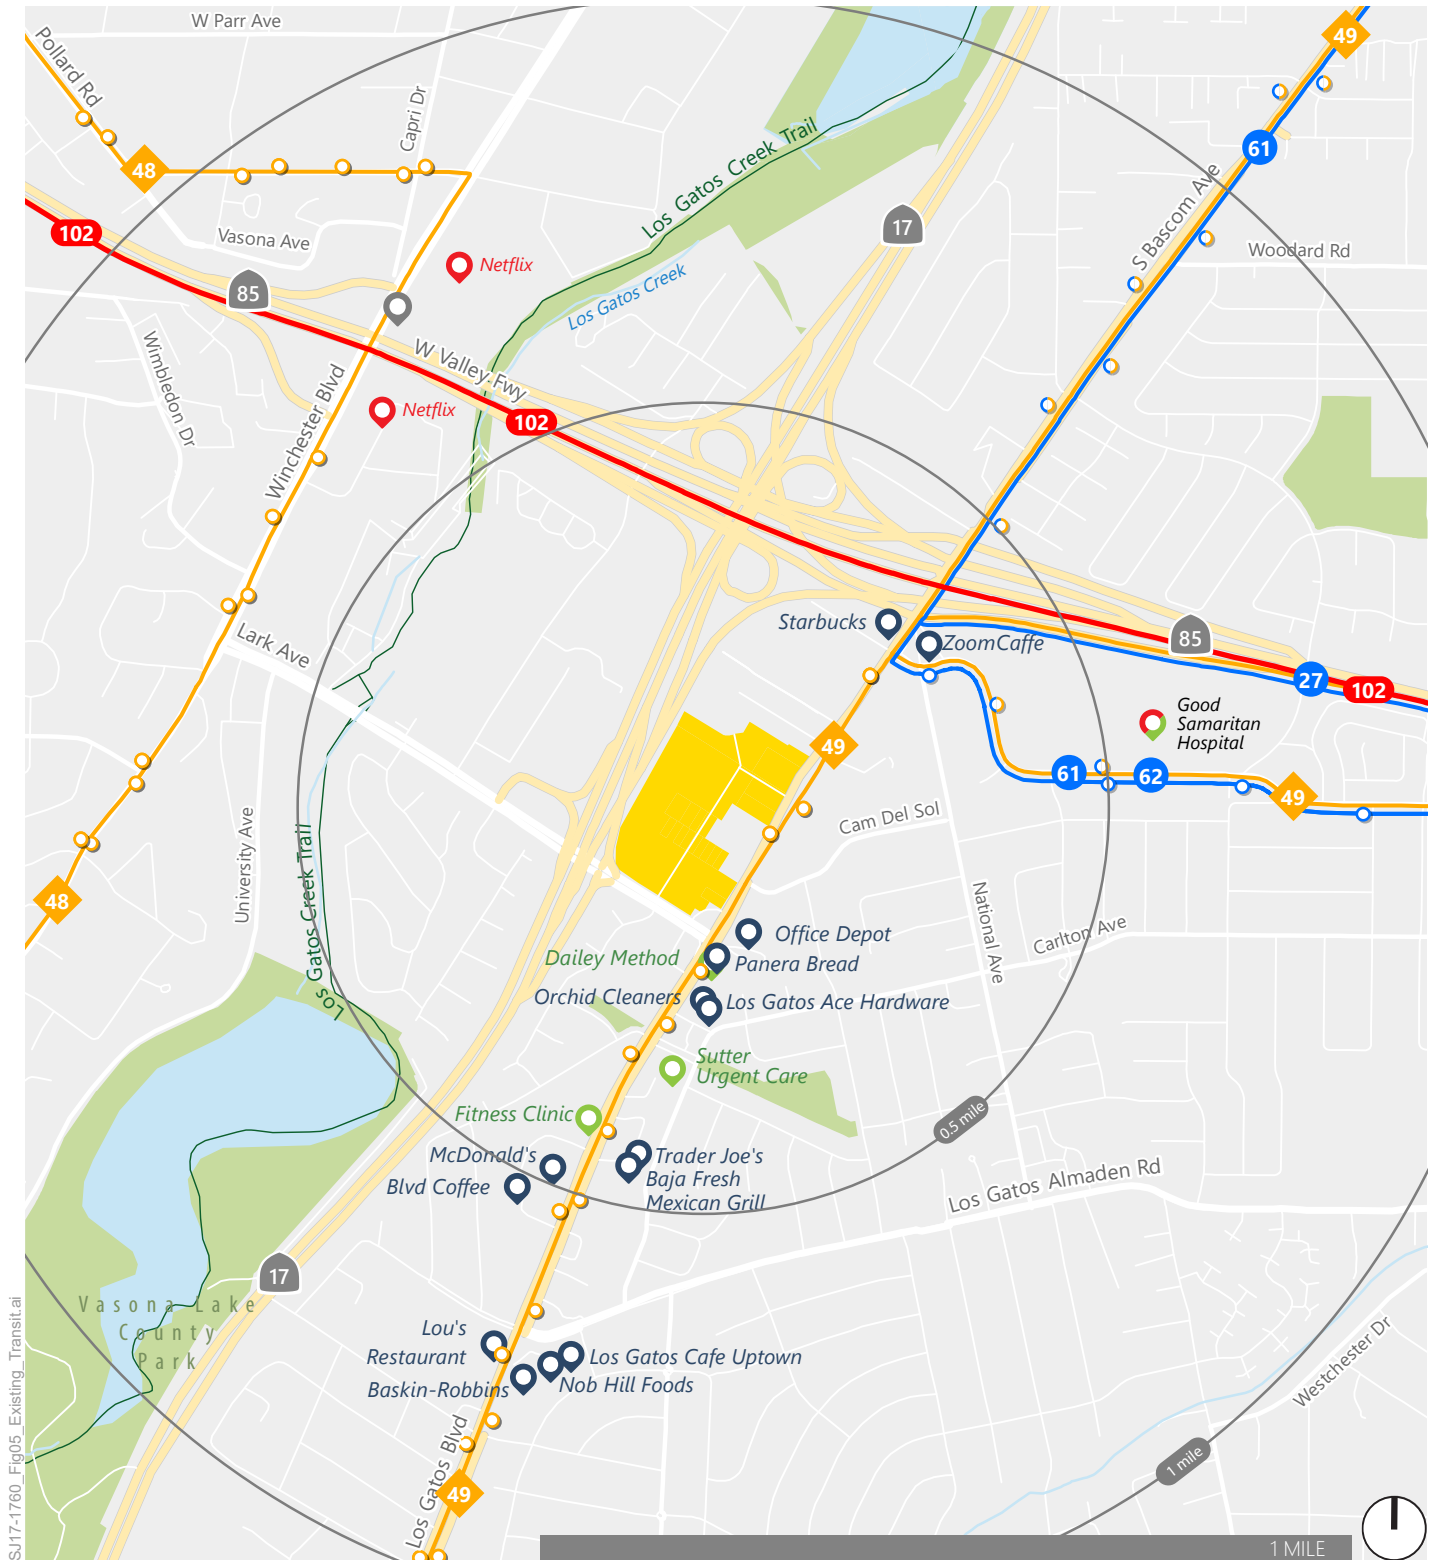 W Parr Ave
Pollard Rd
Capri Dr
49
48
61
Los Gatos Creek Trail
S Bascom Ave
17
102
Vasona Ave
Woodard Rd
Netflix
85
Los Gatos Creek
Wimbledon Dr
W Valley Fwy
Winchester Blvd
Netflix
102
Starbucks
ZoomCaffe
85
Lark Ave
27
102
Good
Samaritan
Hospital
49
61
62
49
Cam Del Sol
University Ave
Los Gatos Creek Trail
48
National Ave
Carlton Ave
Office Depot
Dailey Method
Panera Bread
Orchid Cleaners
Los Gatos Ace Hardware
Sutter
Urgent Care
Fitness Clinic
0.5 mile
McDonald's
Trader Joe's
Blvd Coffee
Baja Fresh
Mexican Grill
Los Gatos Almaden Rd
17
Vasona Lake
County
Park
Lou's
Restaurant
Los Gatos Cafe Uptown
Baskin-Robbins
Nob Hill Foods
Westchester Dr
Los Gatos Blvd
1 mile
49
1 MILE
SJ17-1760_Fig05_Existing_Transit.ai